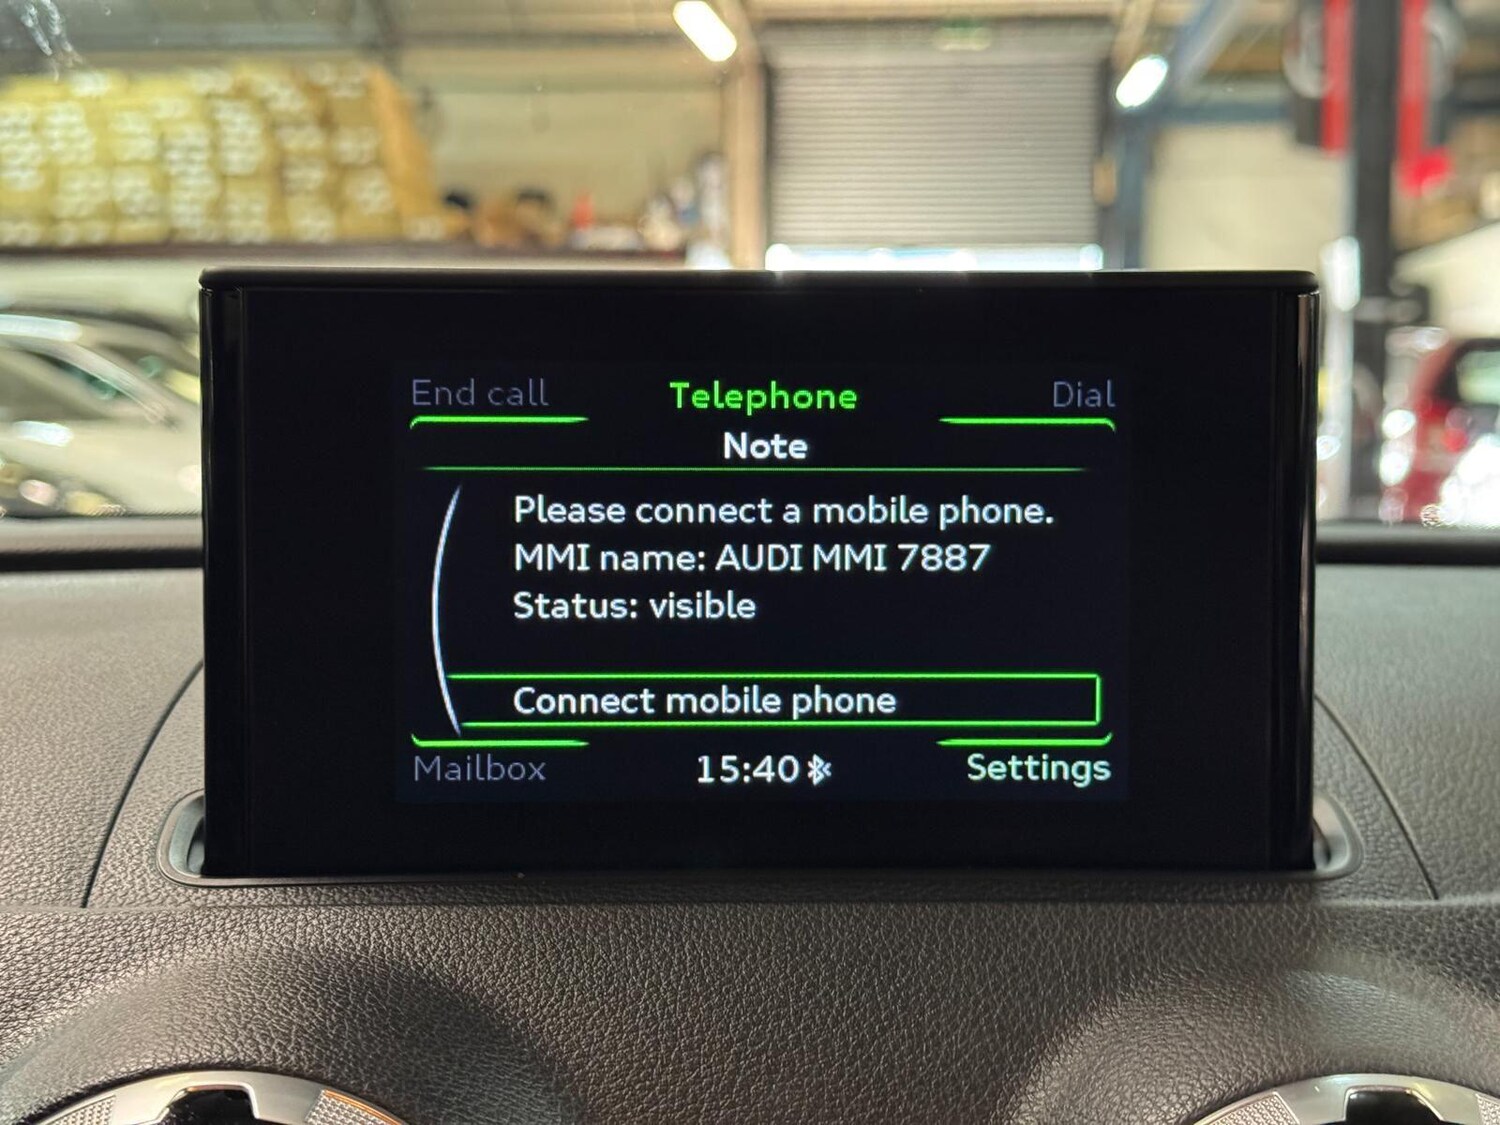 End call Telephone Dial
Note
Please connect a mobile phone.
MMI name: AUDI MMI 7887
Status: visible
Connect mobile phone
Mailbox 15:40 Settings